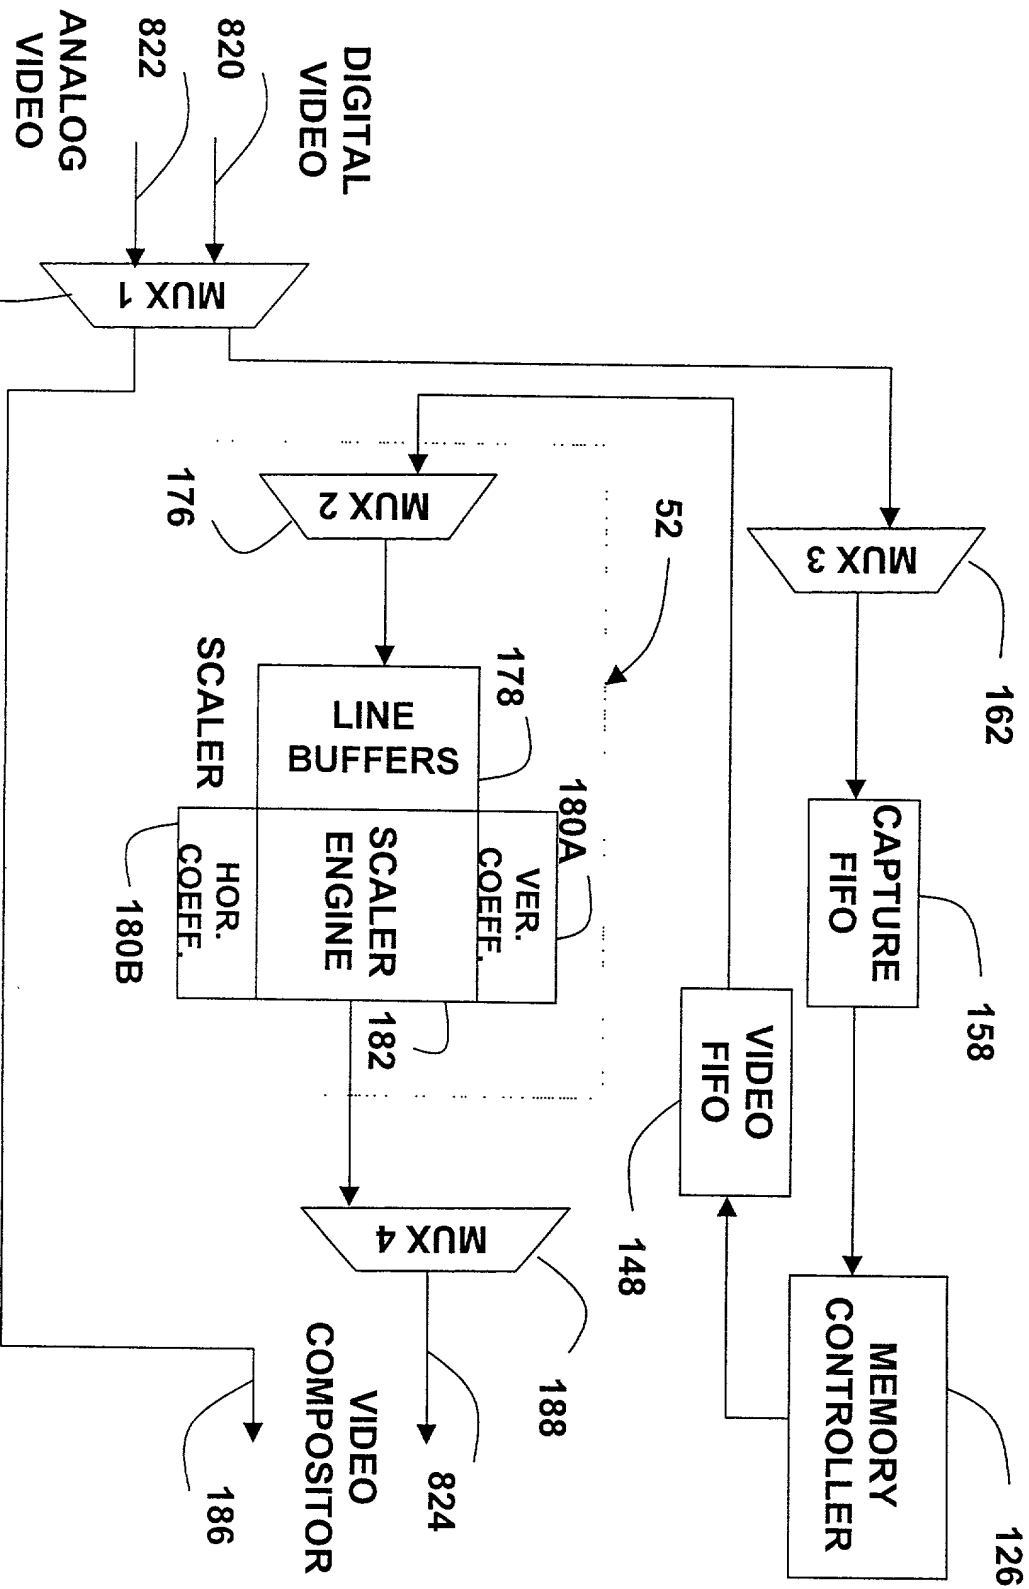 DIGITAL
VIDEO
820
822
ANALOG
VIDEO
MUX 1
MUX 3
162
CAPTURE
FIFO
158
MEMORY
CONTROLLER
126
VIDEO
FIFO
148
52
MUX 2
176
LINE
BUFFERS
178
SCALER
SCALER
ENGINE
182
VER.
COEFF.
180A
HOR.
COEFF.
180B
MUX 4
188
824
VIDEO
COMPOSITOR
186